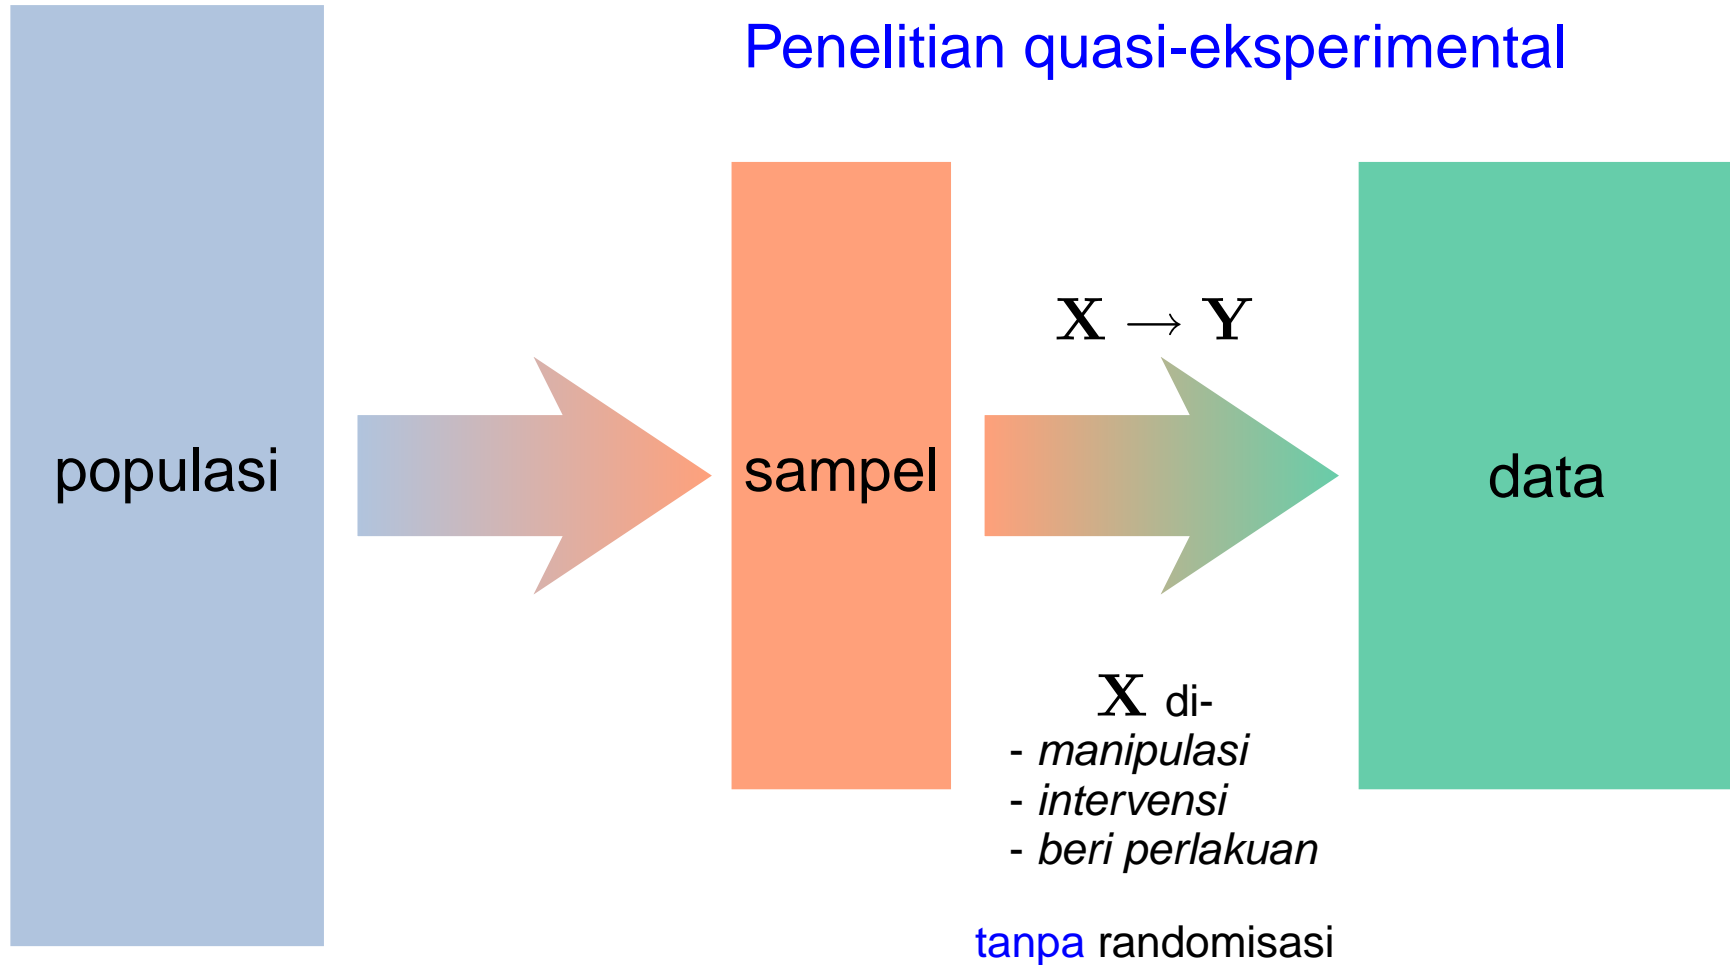 Penelitian quasi-eksperimental
X → Y
populasi
sampel
data
X di-
- manipulasi
- intervensi
- beri perlakuan
tanpa randomisasi